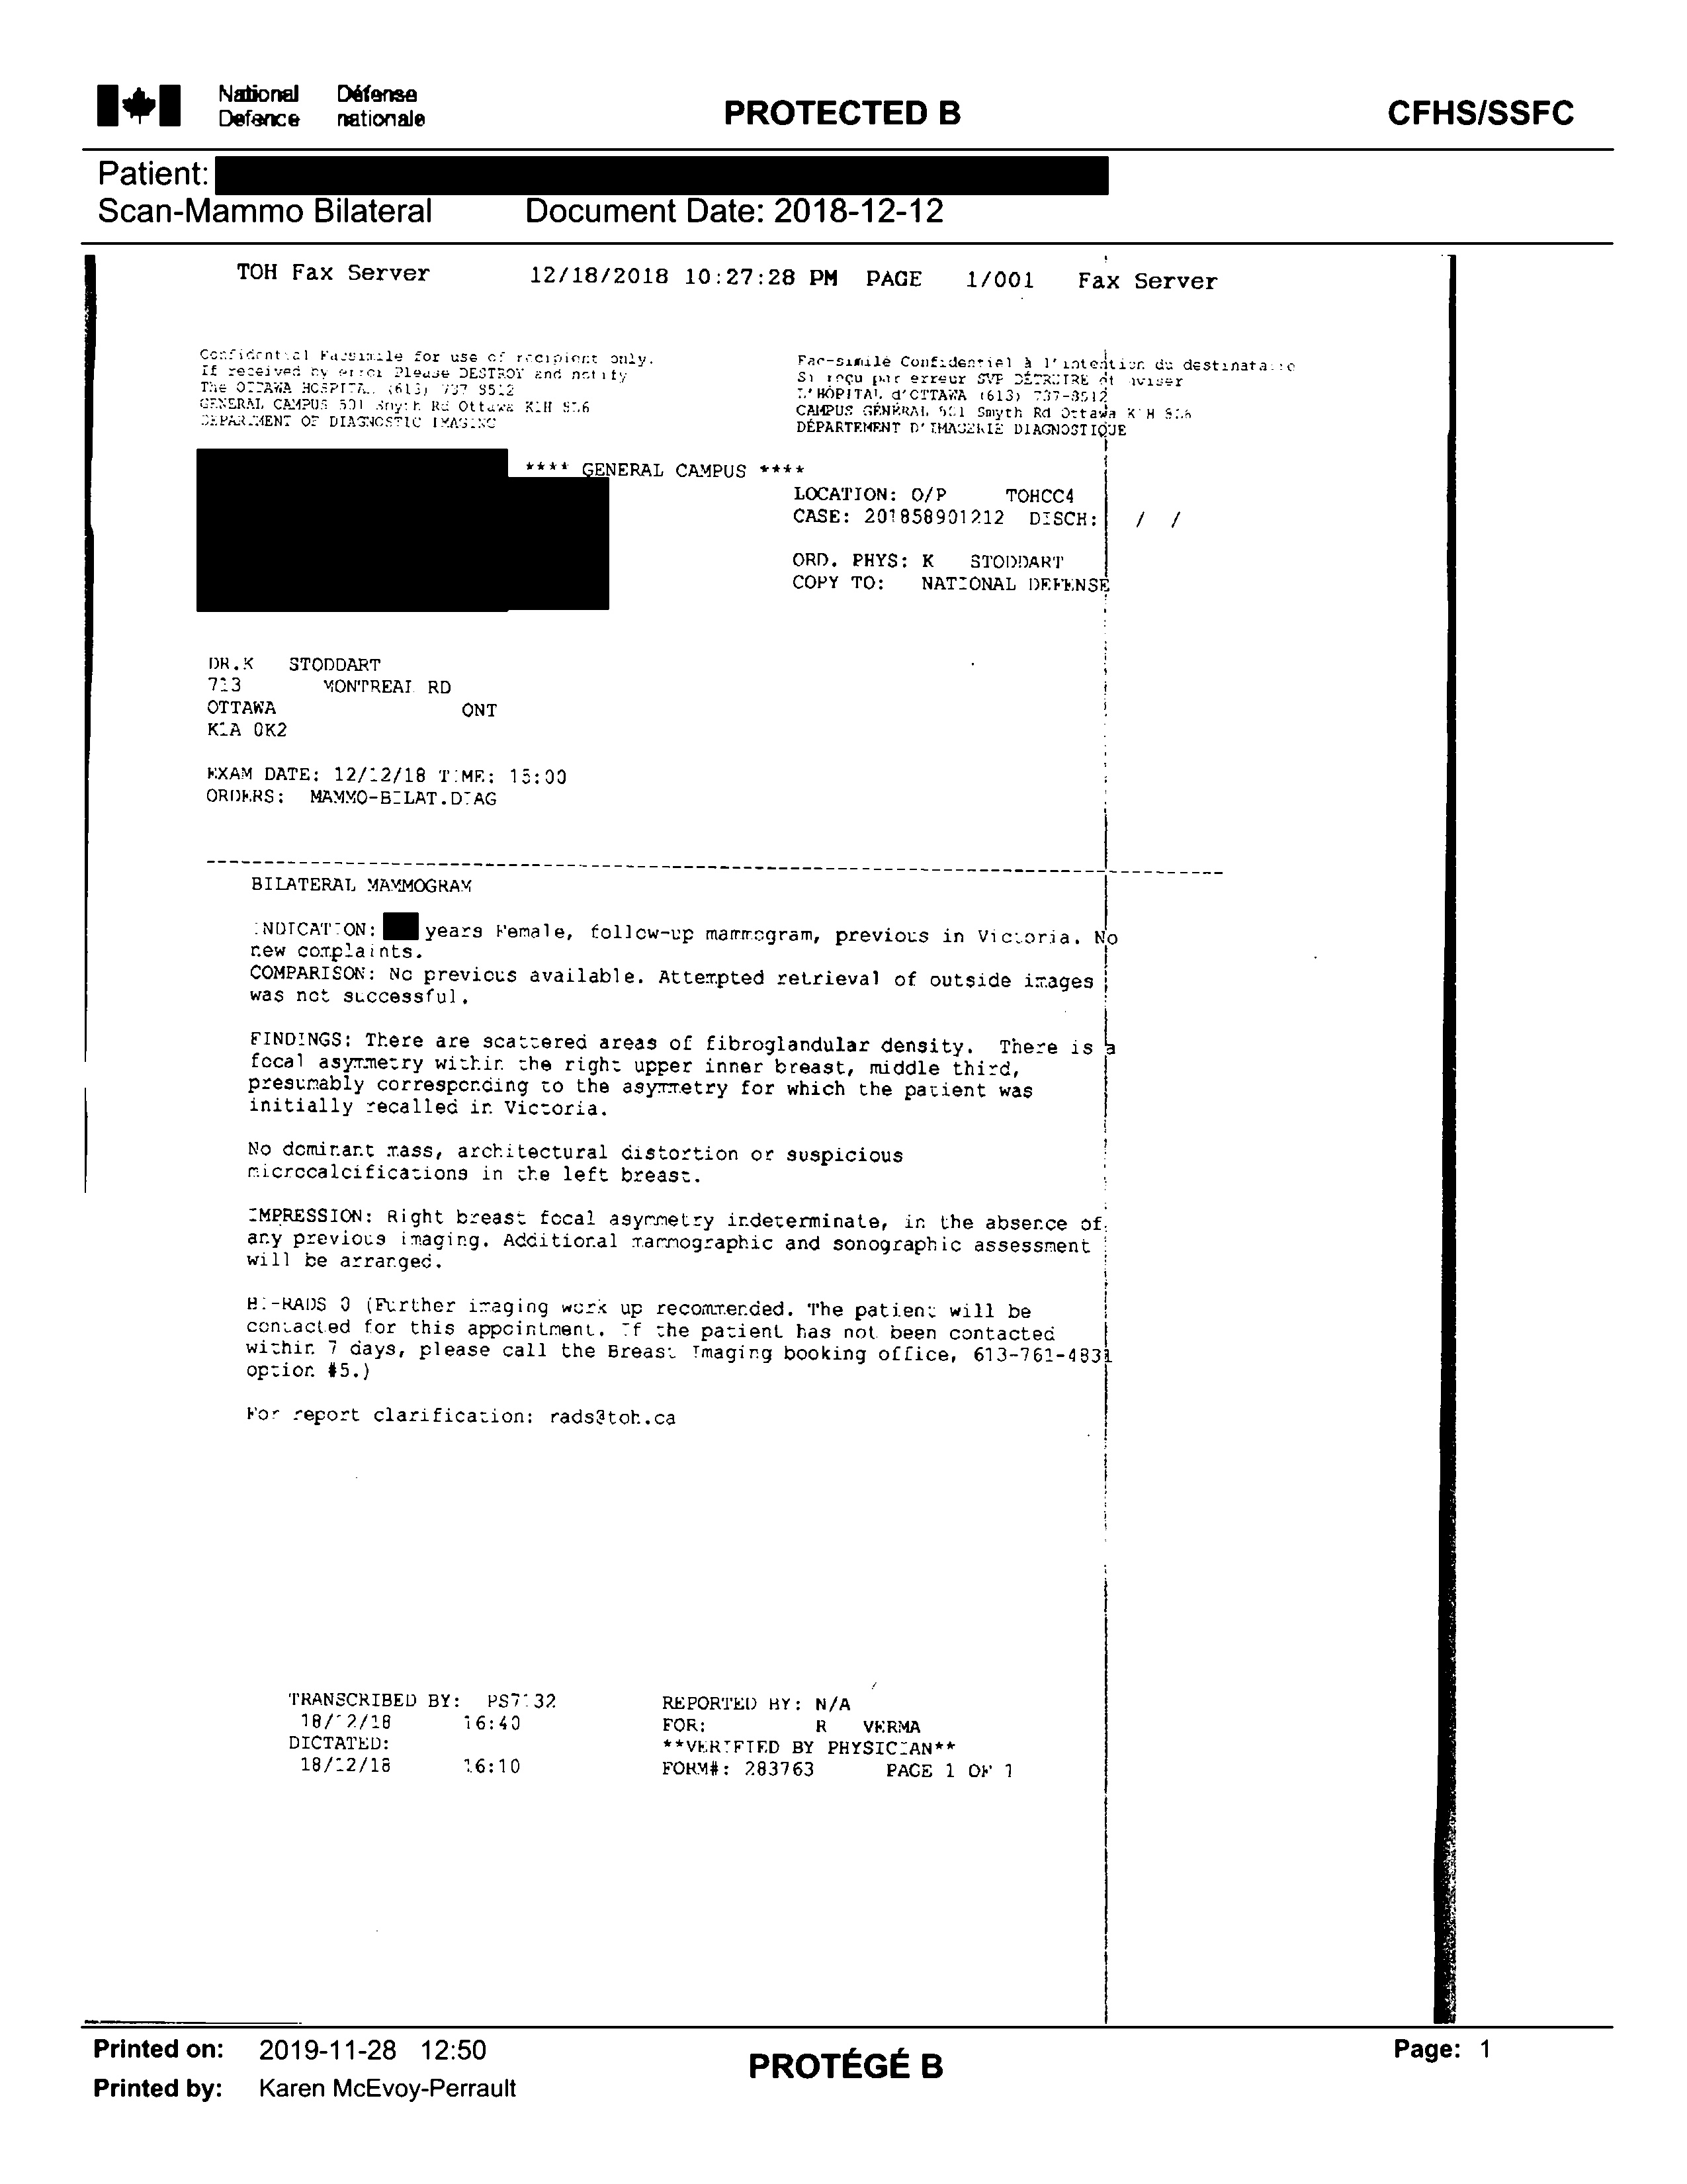 National Défense
Defence nationale
PROTECTED B
CFHS/SSFC
Patient:
Scan-Mammo Bilateral Document Date: 2018-12-12
TOH Fax Server 12/18/2018 10:27:28 PM PAGE 1/001 Fax Server
Confidential Facsimile for use of recipient only.
If received by error Please DESTROY and notify
The OTTAWA HOSPITAL (613) 737 8512
GENERAL CAMPUS 501 Smyth Rd Ottawa K1H 8L6
DEPARTMENT OF DIAGNOSTIC IMAGING
Fac-similé Confidentiel à l'intention du destinataire
Si reçu par erreur SVP DÉTRUIRE et aviser
L'HÔPITAL d'OTTAWA (613) 737-8512
CAMPUS GÉNÉRAL 501 Smyth Rd Ottawa K1H 8L6
DÉPARTEMENT D'IMAGERIE DIAGNOSTIQUE
**** GENERAL CAMPUS ****
LOCATION: O/P TOHCC4
CASE: 201858901212 DISCH: / /
ORD. PHYS: K STODDART
COPY TO: NATIONAL DEFENSE
DR.K STODDART
713 MONTREAL RD
OTTAWA ONT
K1A 0K2
EXAM DATE: 12/12/18 TIME: 15:00
ORDERS: MAMMO-BILAT.DIAG
BILATERAL MAMMOGRAM
INDICATION: years Female, follow-up mammogram, previous in Victoria. No
new complaints.
COMPARISON: No previous available. Attempted retrieval of outside images
was not successful.
FINDINGS: There are scattered areas of fibroglandular density. There is a
focal asymmetry within the right upper inner breast, middle third,
presumably corresponding to the asymmetry for which the patient was
initially recalled in Victoria.
No dominant mass, architectural distortion or suspicious
microcalcifications in the left breast.
IMPRESSION: Right breast focal asymmetry indeterminate, in the absence of
any previous imaging. Additional mammographic and sonographic assessment
will be arranged.
BI-RADS 0 (Further imaging work up recommended. The patient will be
contacted for this appointment. If the patient has not been contacted
within 7 days, please call the Breast Imaging booking office, 613-761-4831
option #5.)
For report clarification: rads@toh.ca
TRANSCRIBED BY: PS7132
18/12/18 16:40
DICTATED:
18/12/18 16:10
REPORTED BY: N/A
FOR: R VERMA
**VERIFIED BY PHYSICIAN**
FORM#: 283763 PAGE 1 OF 1
Printed on: 2019-11-28 12:50
Printed by: Karen McEvoy-Perrault
PROTÉGÉ B
Page: 1